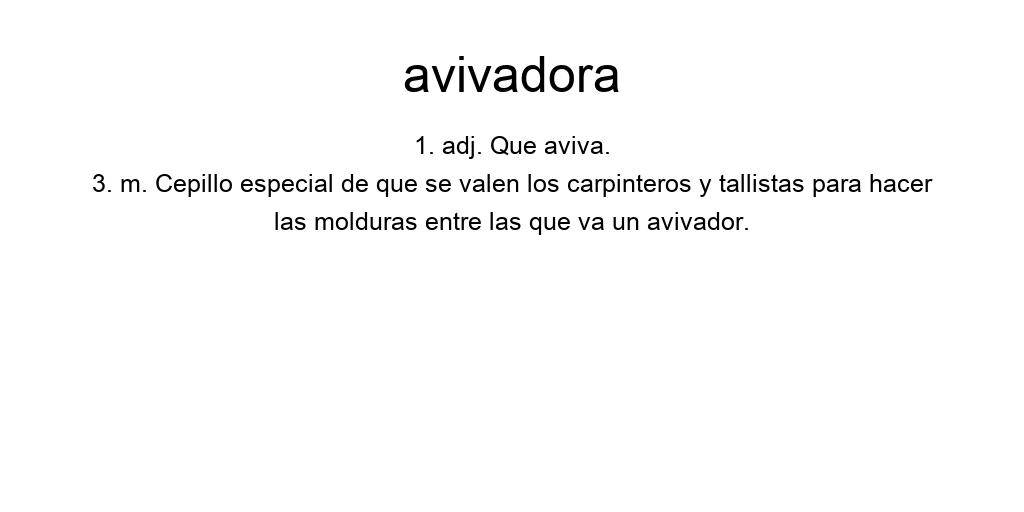 avivadora
1. adj. Que aviva.
3. m. Cepillo especial de que se valen los carpinteros y tallistas para hacer
las molduras entre las que va un avivador.